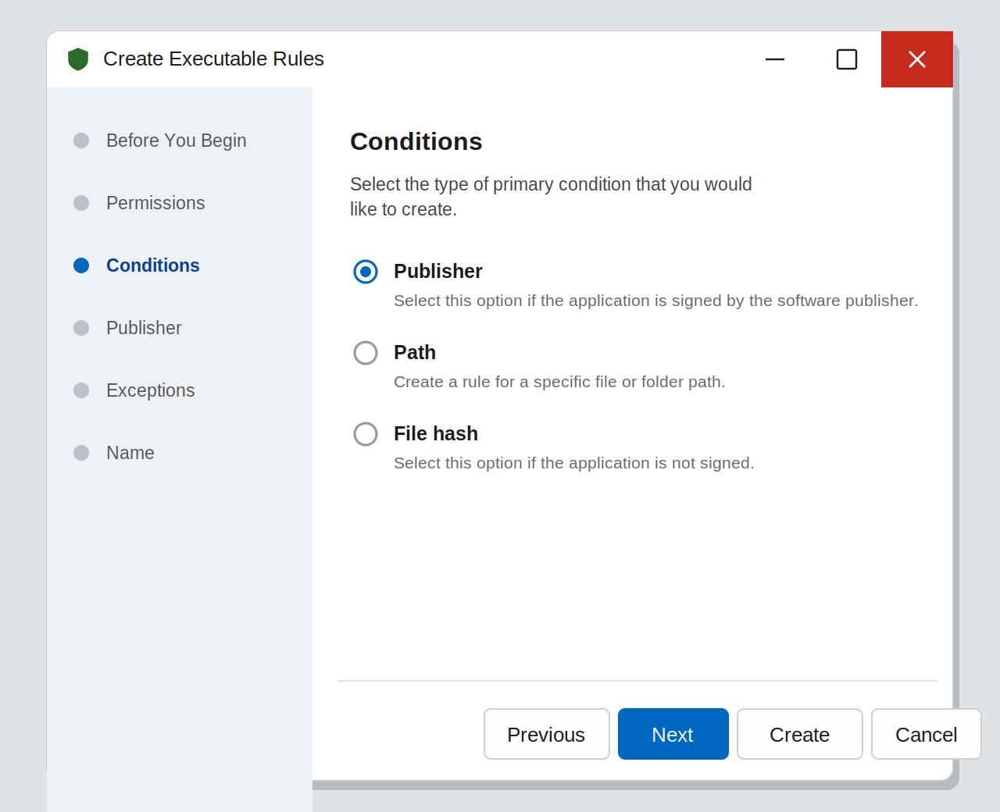 Create Executable Rules
Before You Begin
Permissions
Conditions
Publisher
Exceptions
Name
Conditions
Select the type of primary condition that you would
like to create.
Publisher
Select this option if the application is signed by the software publisher.
Path
Create a rule for a specific file or folder path.
File hash
Select this option if the application is not signed.
Previous
Next
Create
Cancel